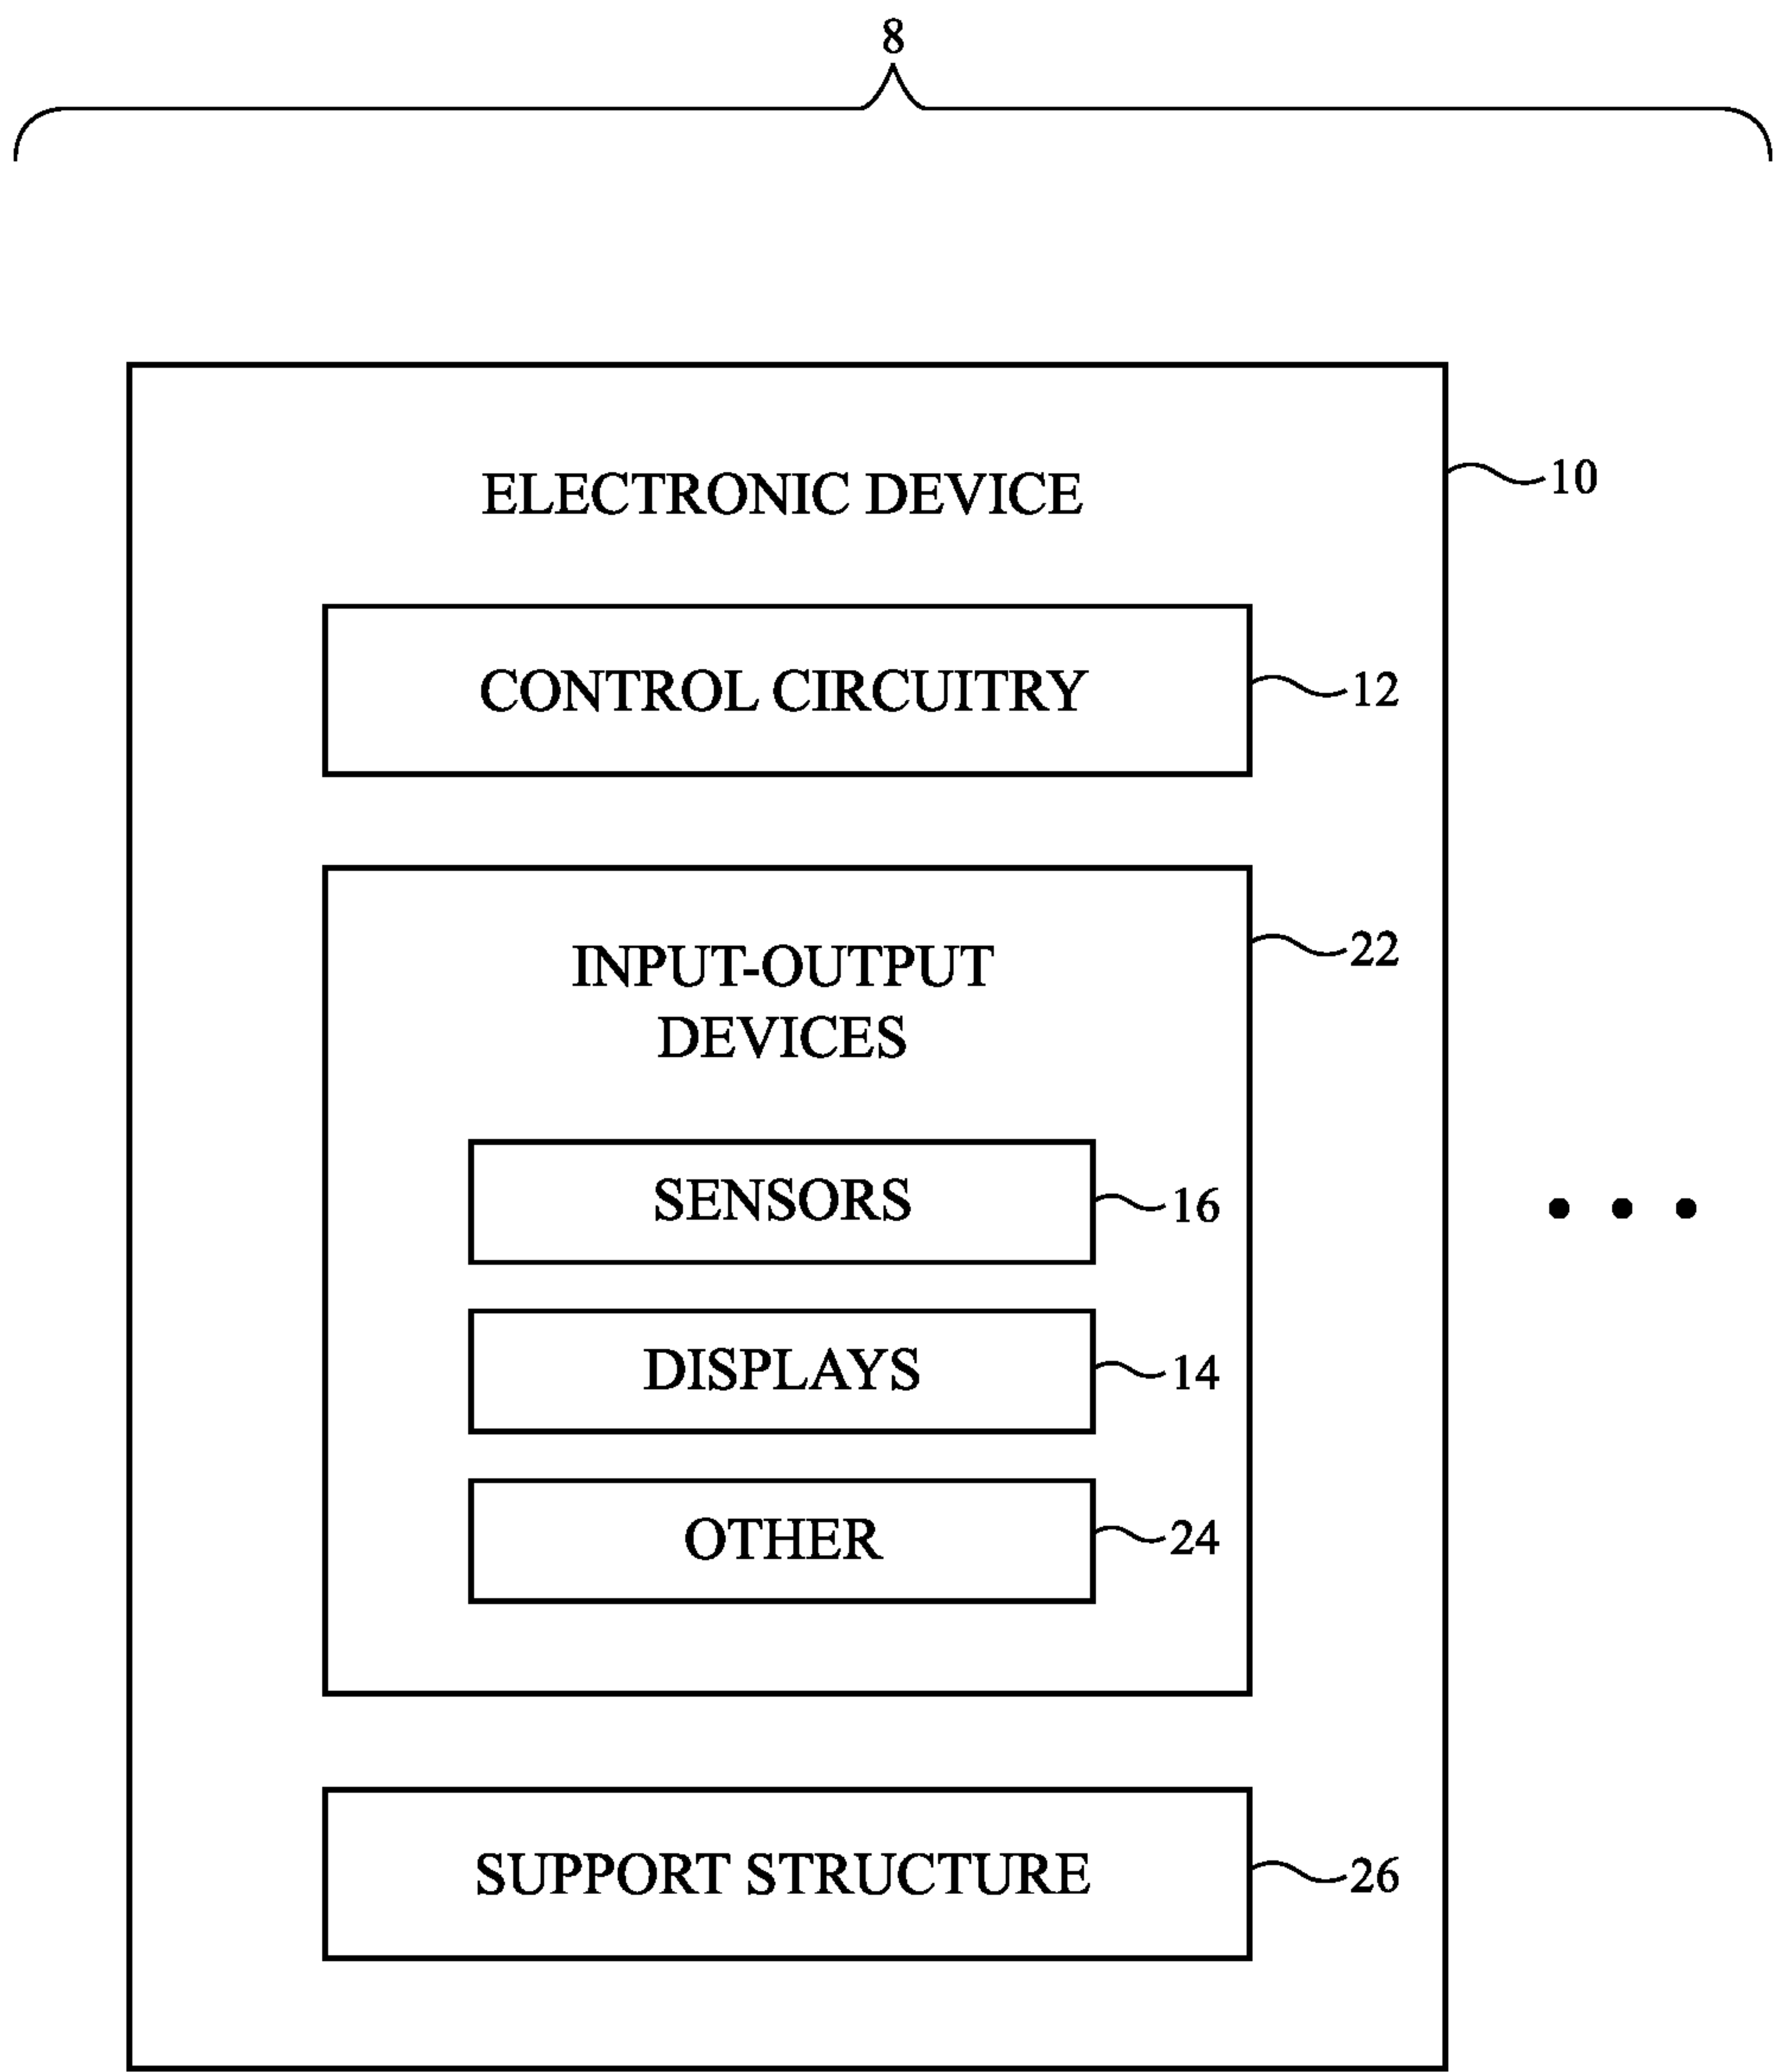 8
ELECTRONIC DEVICE
10
CONTROL CIRCUITRY
12
INPUT-OUTPUT
DEVICES
22
SENSORS
16
DISPLAYS
14
OTHER
24
SUPPORT STRUCTURE
26